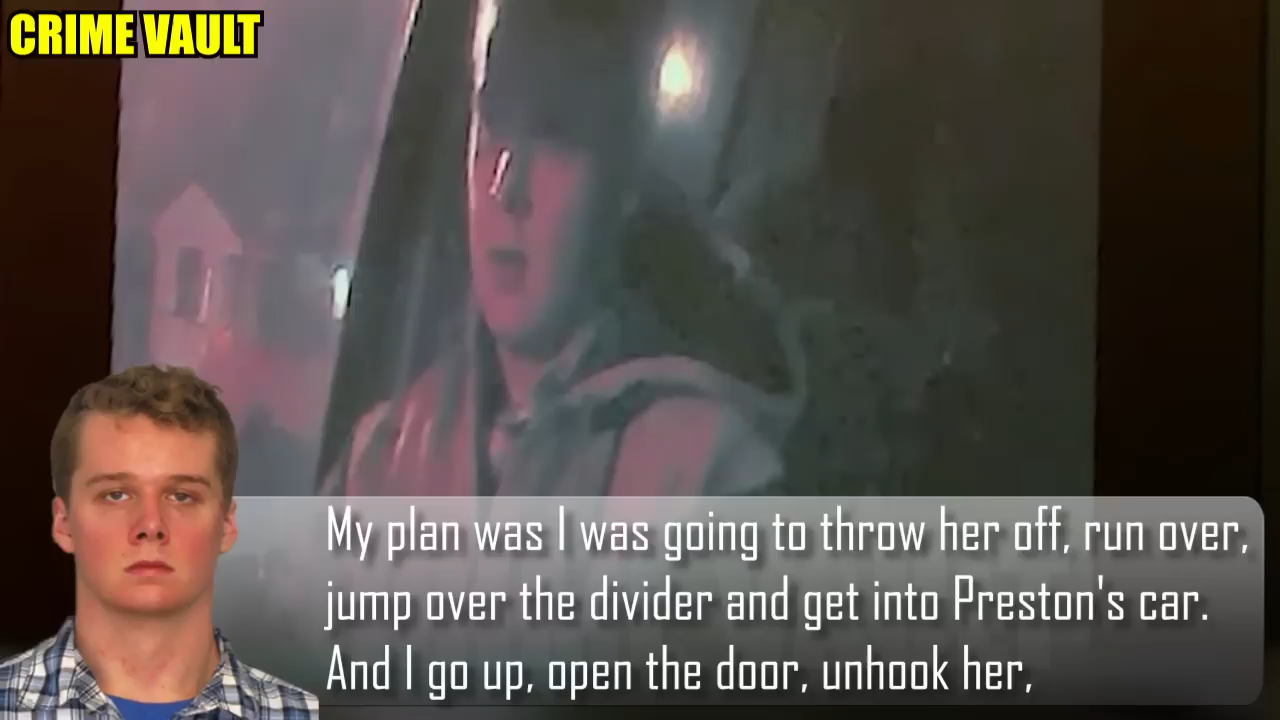 CRIME VAULT
My plan was I was going to throw her off, run over,
jump over the divider and get into Preston's car.
And I go up, open the door, unhook her,